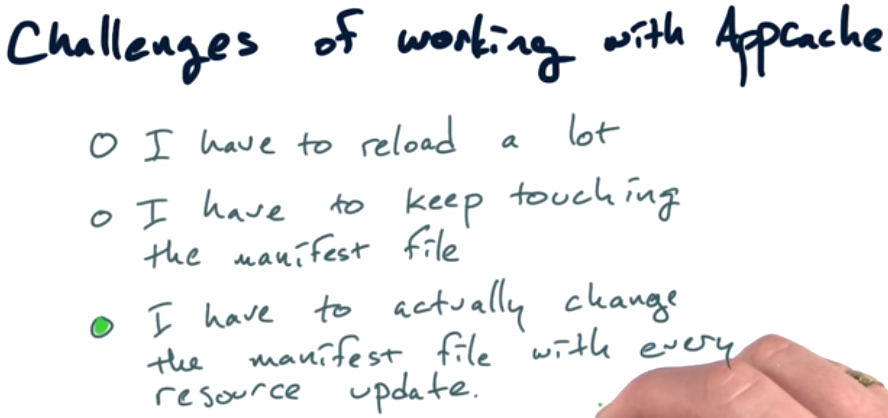 Challenges of working with Appcache
I have to reload a lot
I have to keep touching
the manifest file
I have to actually change
the manifest file with every
resource update.